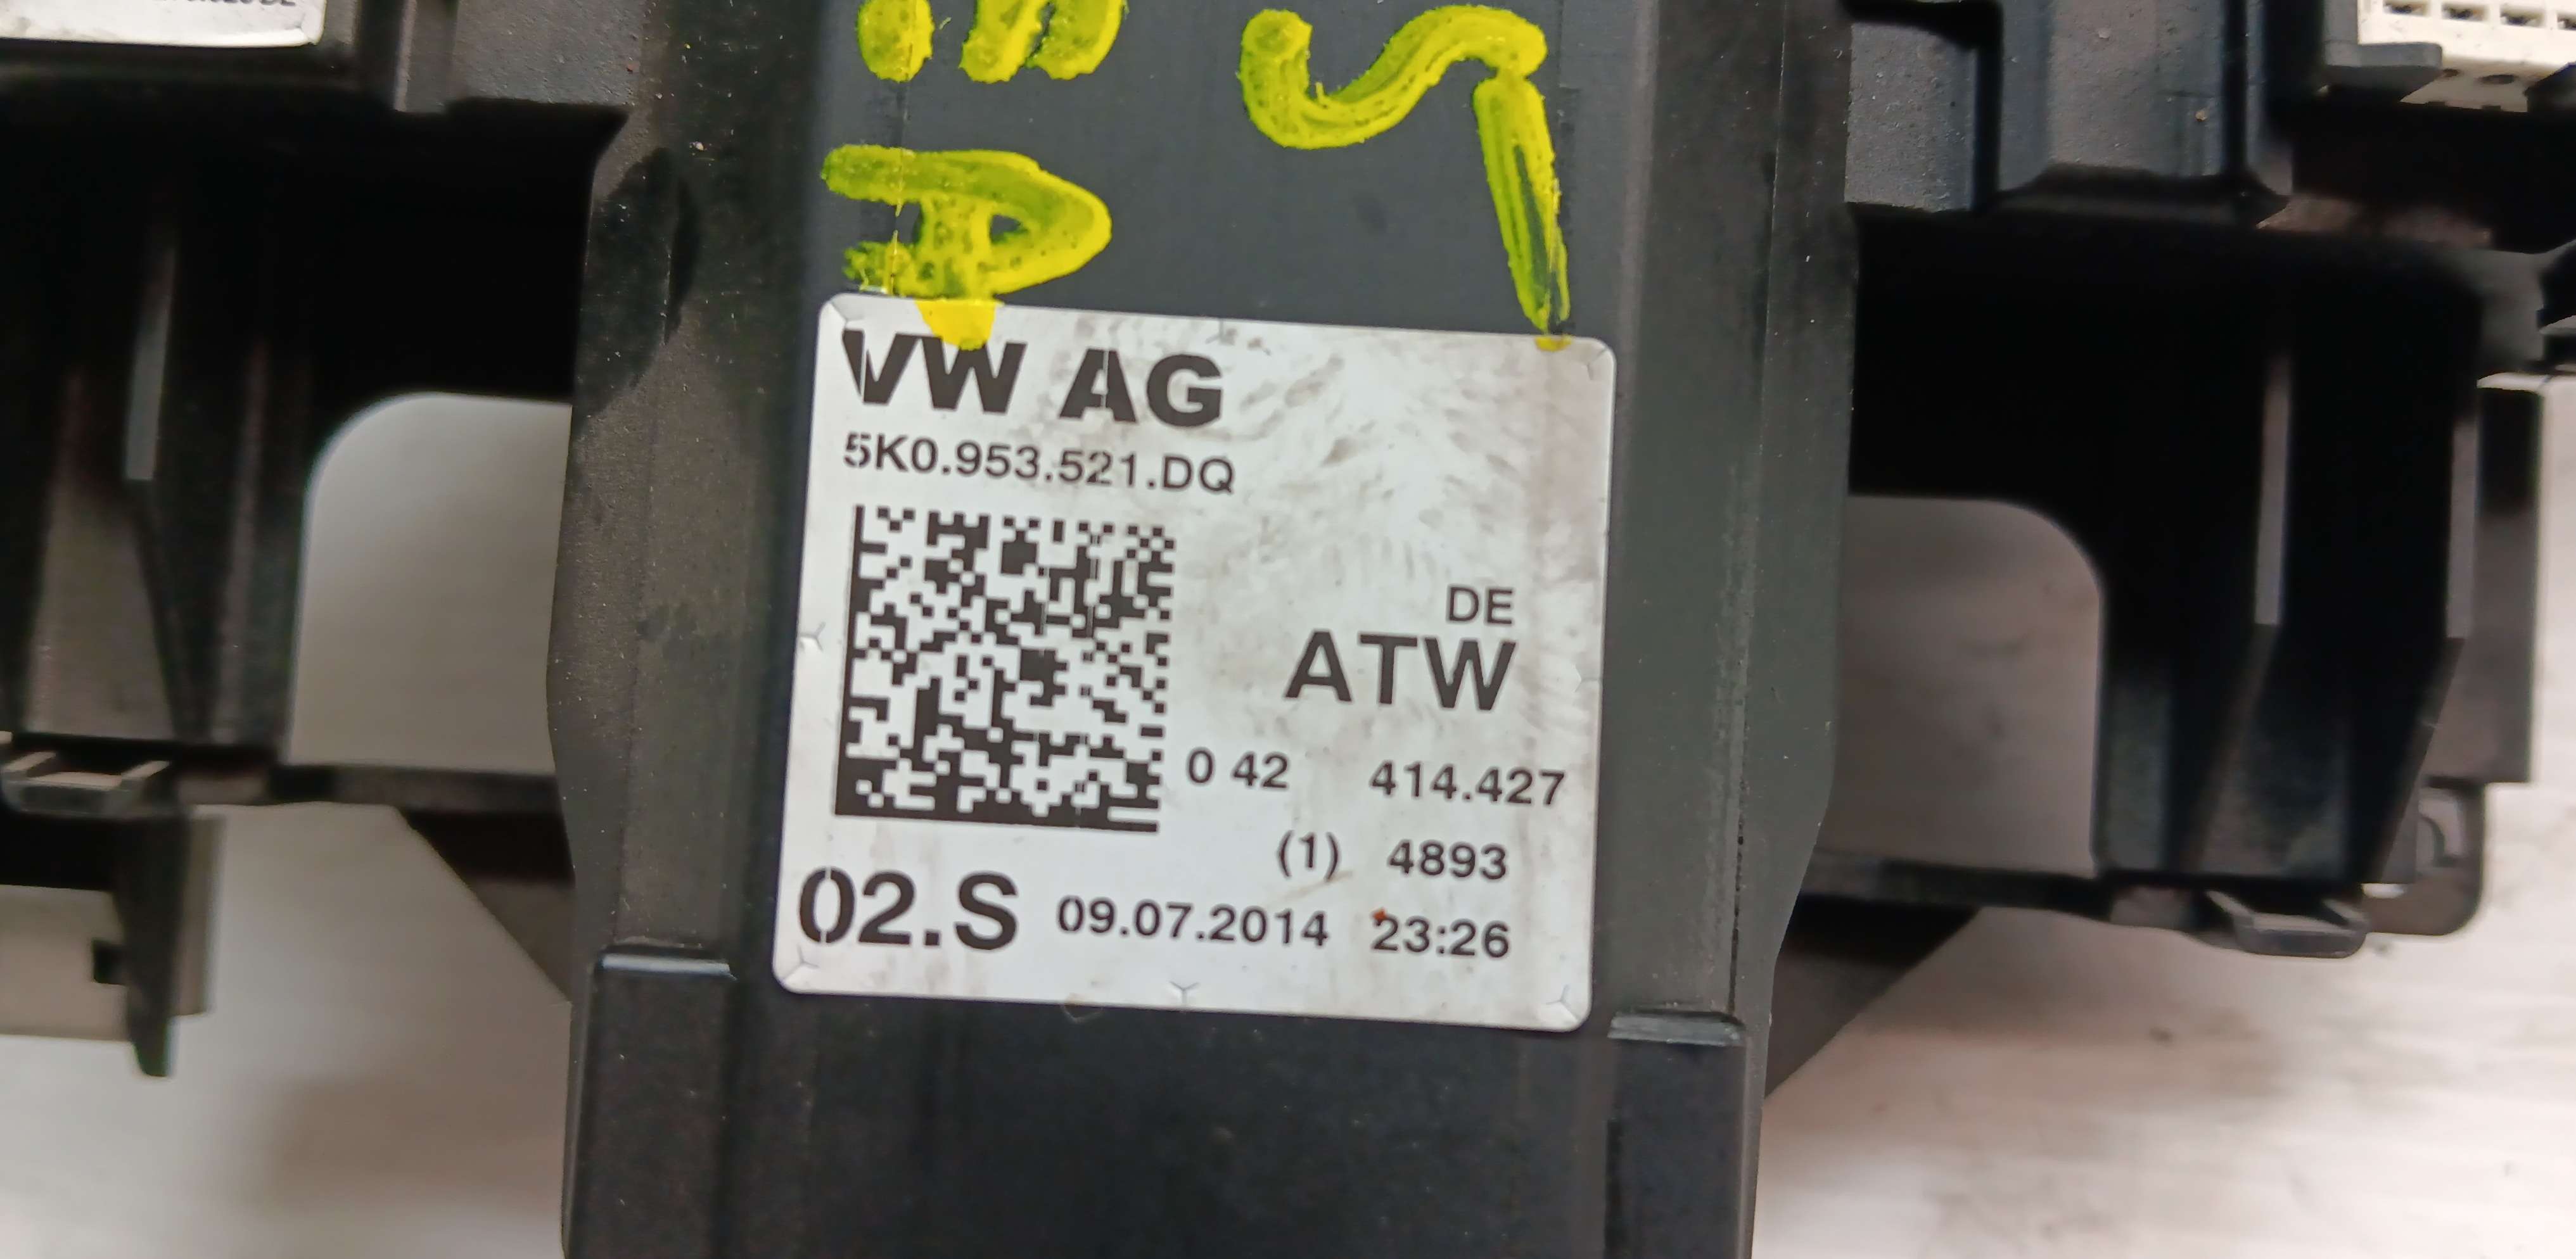 VW AG
5K0.953.521.DQ
DE
ATW
0 42 414.427
(1) 4893
02.S 09.07.2014 23:26